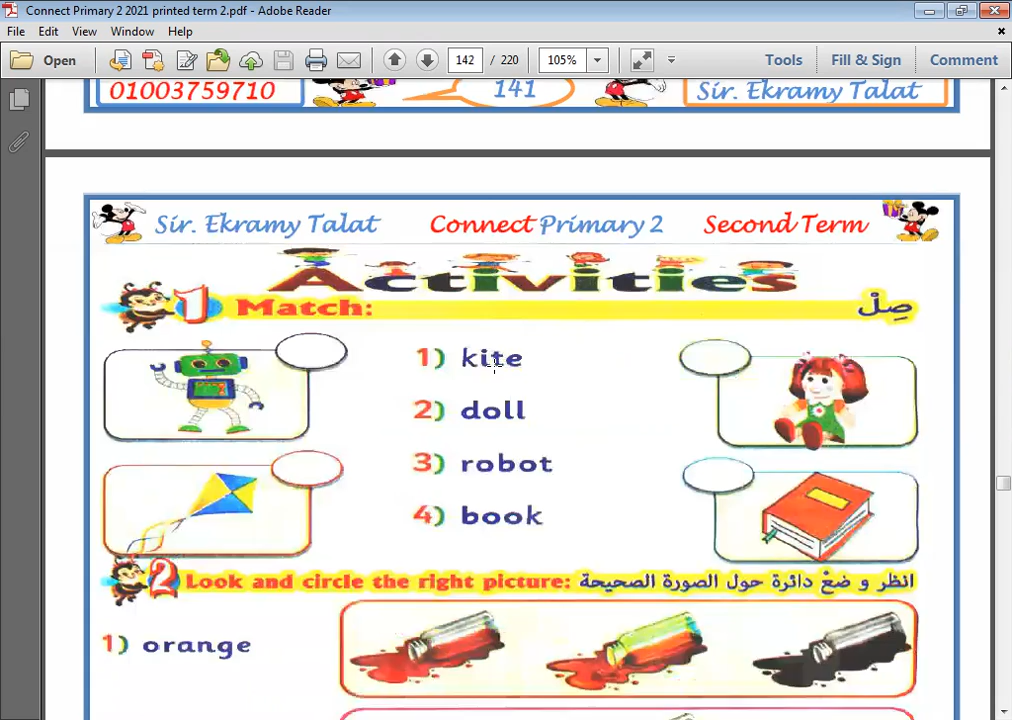 Connect Primary 2 2021 printed term 2.pdf - Adobe Reader
File Edit View Window Help
Open 142 / 220 105% Tools Fill & Sign Comment
01003759710 141 Sir. Ekramy Talat
Sir. Ekramy Talat Connect Primary 2 Second Term
Activities
1 Match: صِلْ
1) kite
2) doll
3) robot
4) book
2 Look and circle the right picture: انظر و ضعْ دائرة حول الصورة الصحيحة
1) orange